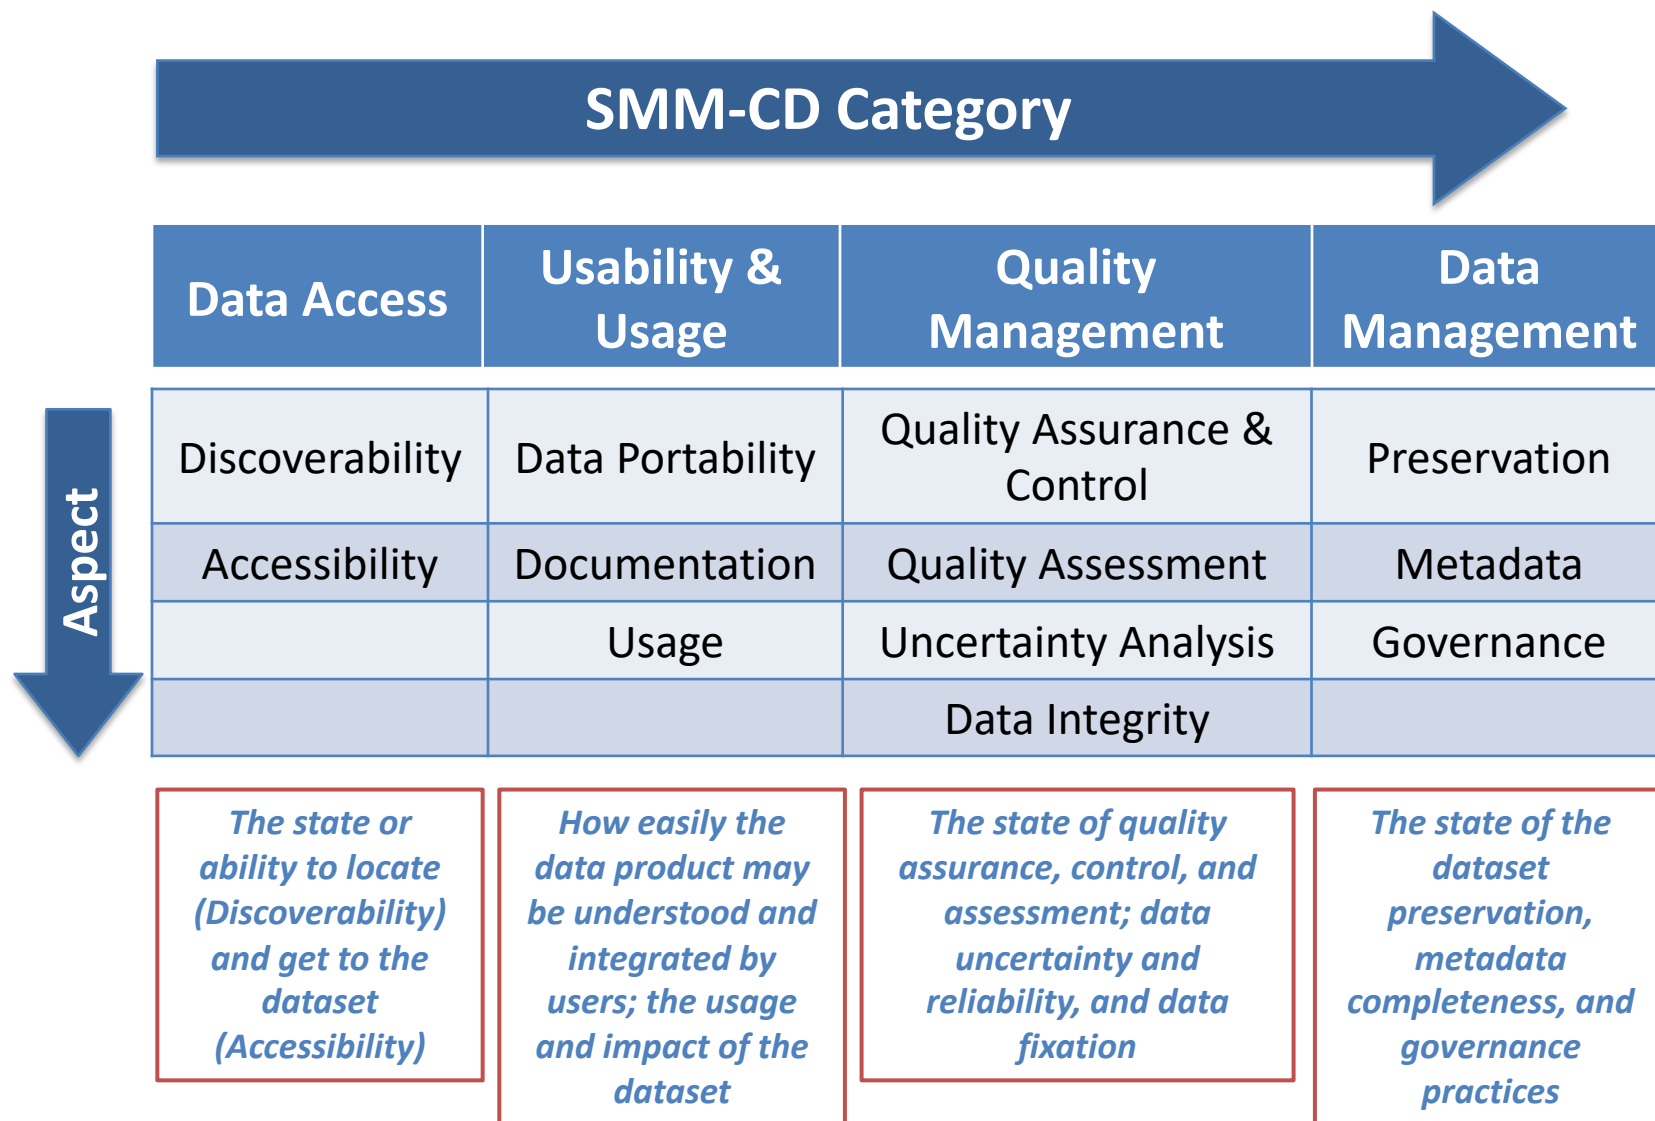 SMM-CD Category
Data Access
Usability &
Usage
Quality
Management
Data
Management
Aspect
Discoverability
Data Portability
Quality Assurance &
Control
Preservation
Accessibility
Documentation
Quality Assessment
Metadata
Usage
Uncertainty Analysis
Governance
Data Integrity
The state or
ability to locate
(Discoverability)
and get to the
dataset
(Accessibility)
How easily the
data product may
be understood and
integrated by
users; the usage
and impact of the
dataset
The state of quality
assurance, control, and
assessment; data
uncertainty and
reliability, and data
fixation
The state of the
dataset
preservation,
metadata
completeness, and
governance
practices